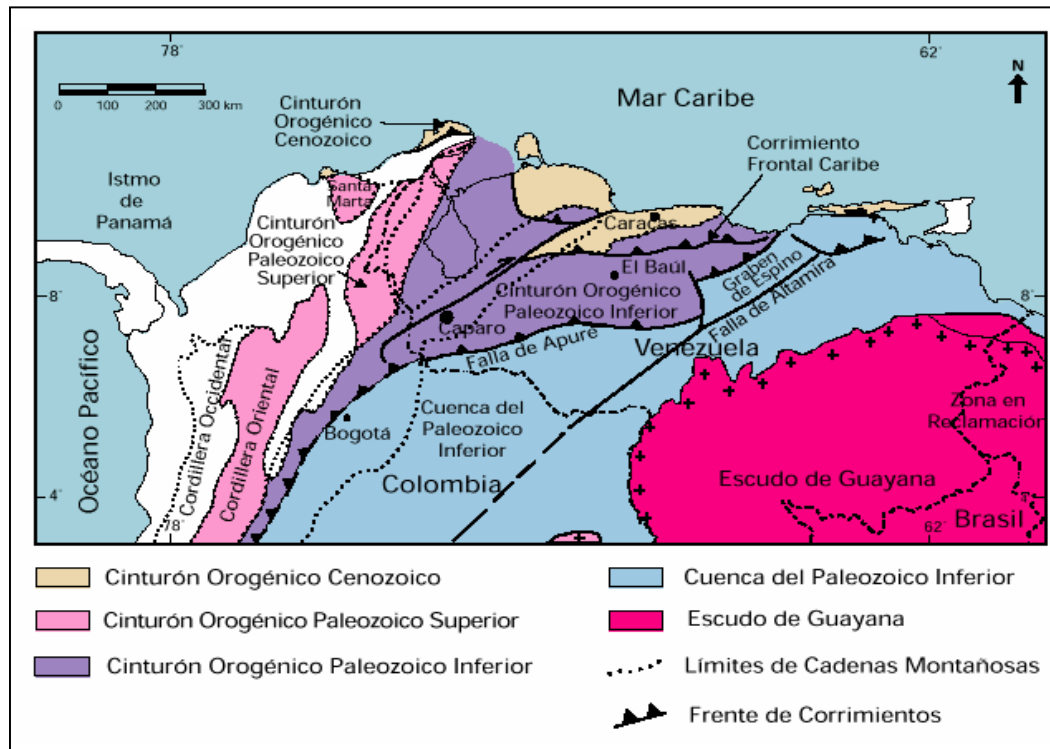 78°
62°
N
0 100 200 300 km
Cinturón
Orogénico
Cenozoico
Mar Caribe
Corrimiento
Frontal Caribe
Istmo
de
Panamá
Santa
Marta
Caracas
Cinturón
Orogénico
Paleozoico
Superior
El Baúl
Graben
de Espino
8°
8°
Cinturón Orogénico
Paleozoico Inferior
Falla de Altamira
Caparo
Falla de Apure
Venezuela
Océano Pacífico
Cordillera Occidental
Cordillera Oriental
Cuenca del
Paleozoico
Inferior
Bogotá
Zona en
Reclamación
Colombia
Escudo de Guayana
4°
4°
Brasil
78°
62°
Cinturón Orogénico Cenozoico
Cuenca del Paleozoico Inferior
Cinturón Orogénico Paleozoico Superior
Escudo de Guayana
Cinturón Orogénico Paleozoico Inferior
Límites de Cadenas Montañosas
Frente de Corrimientos